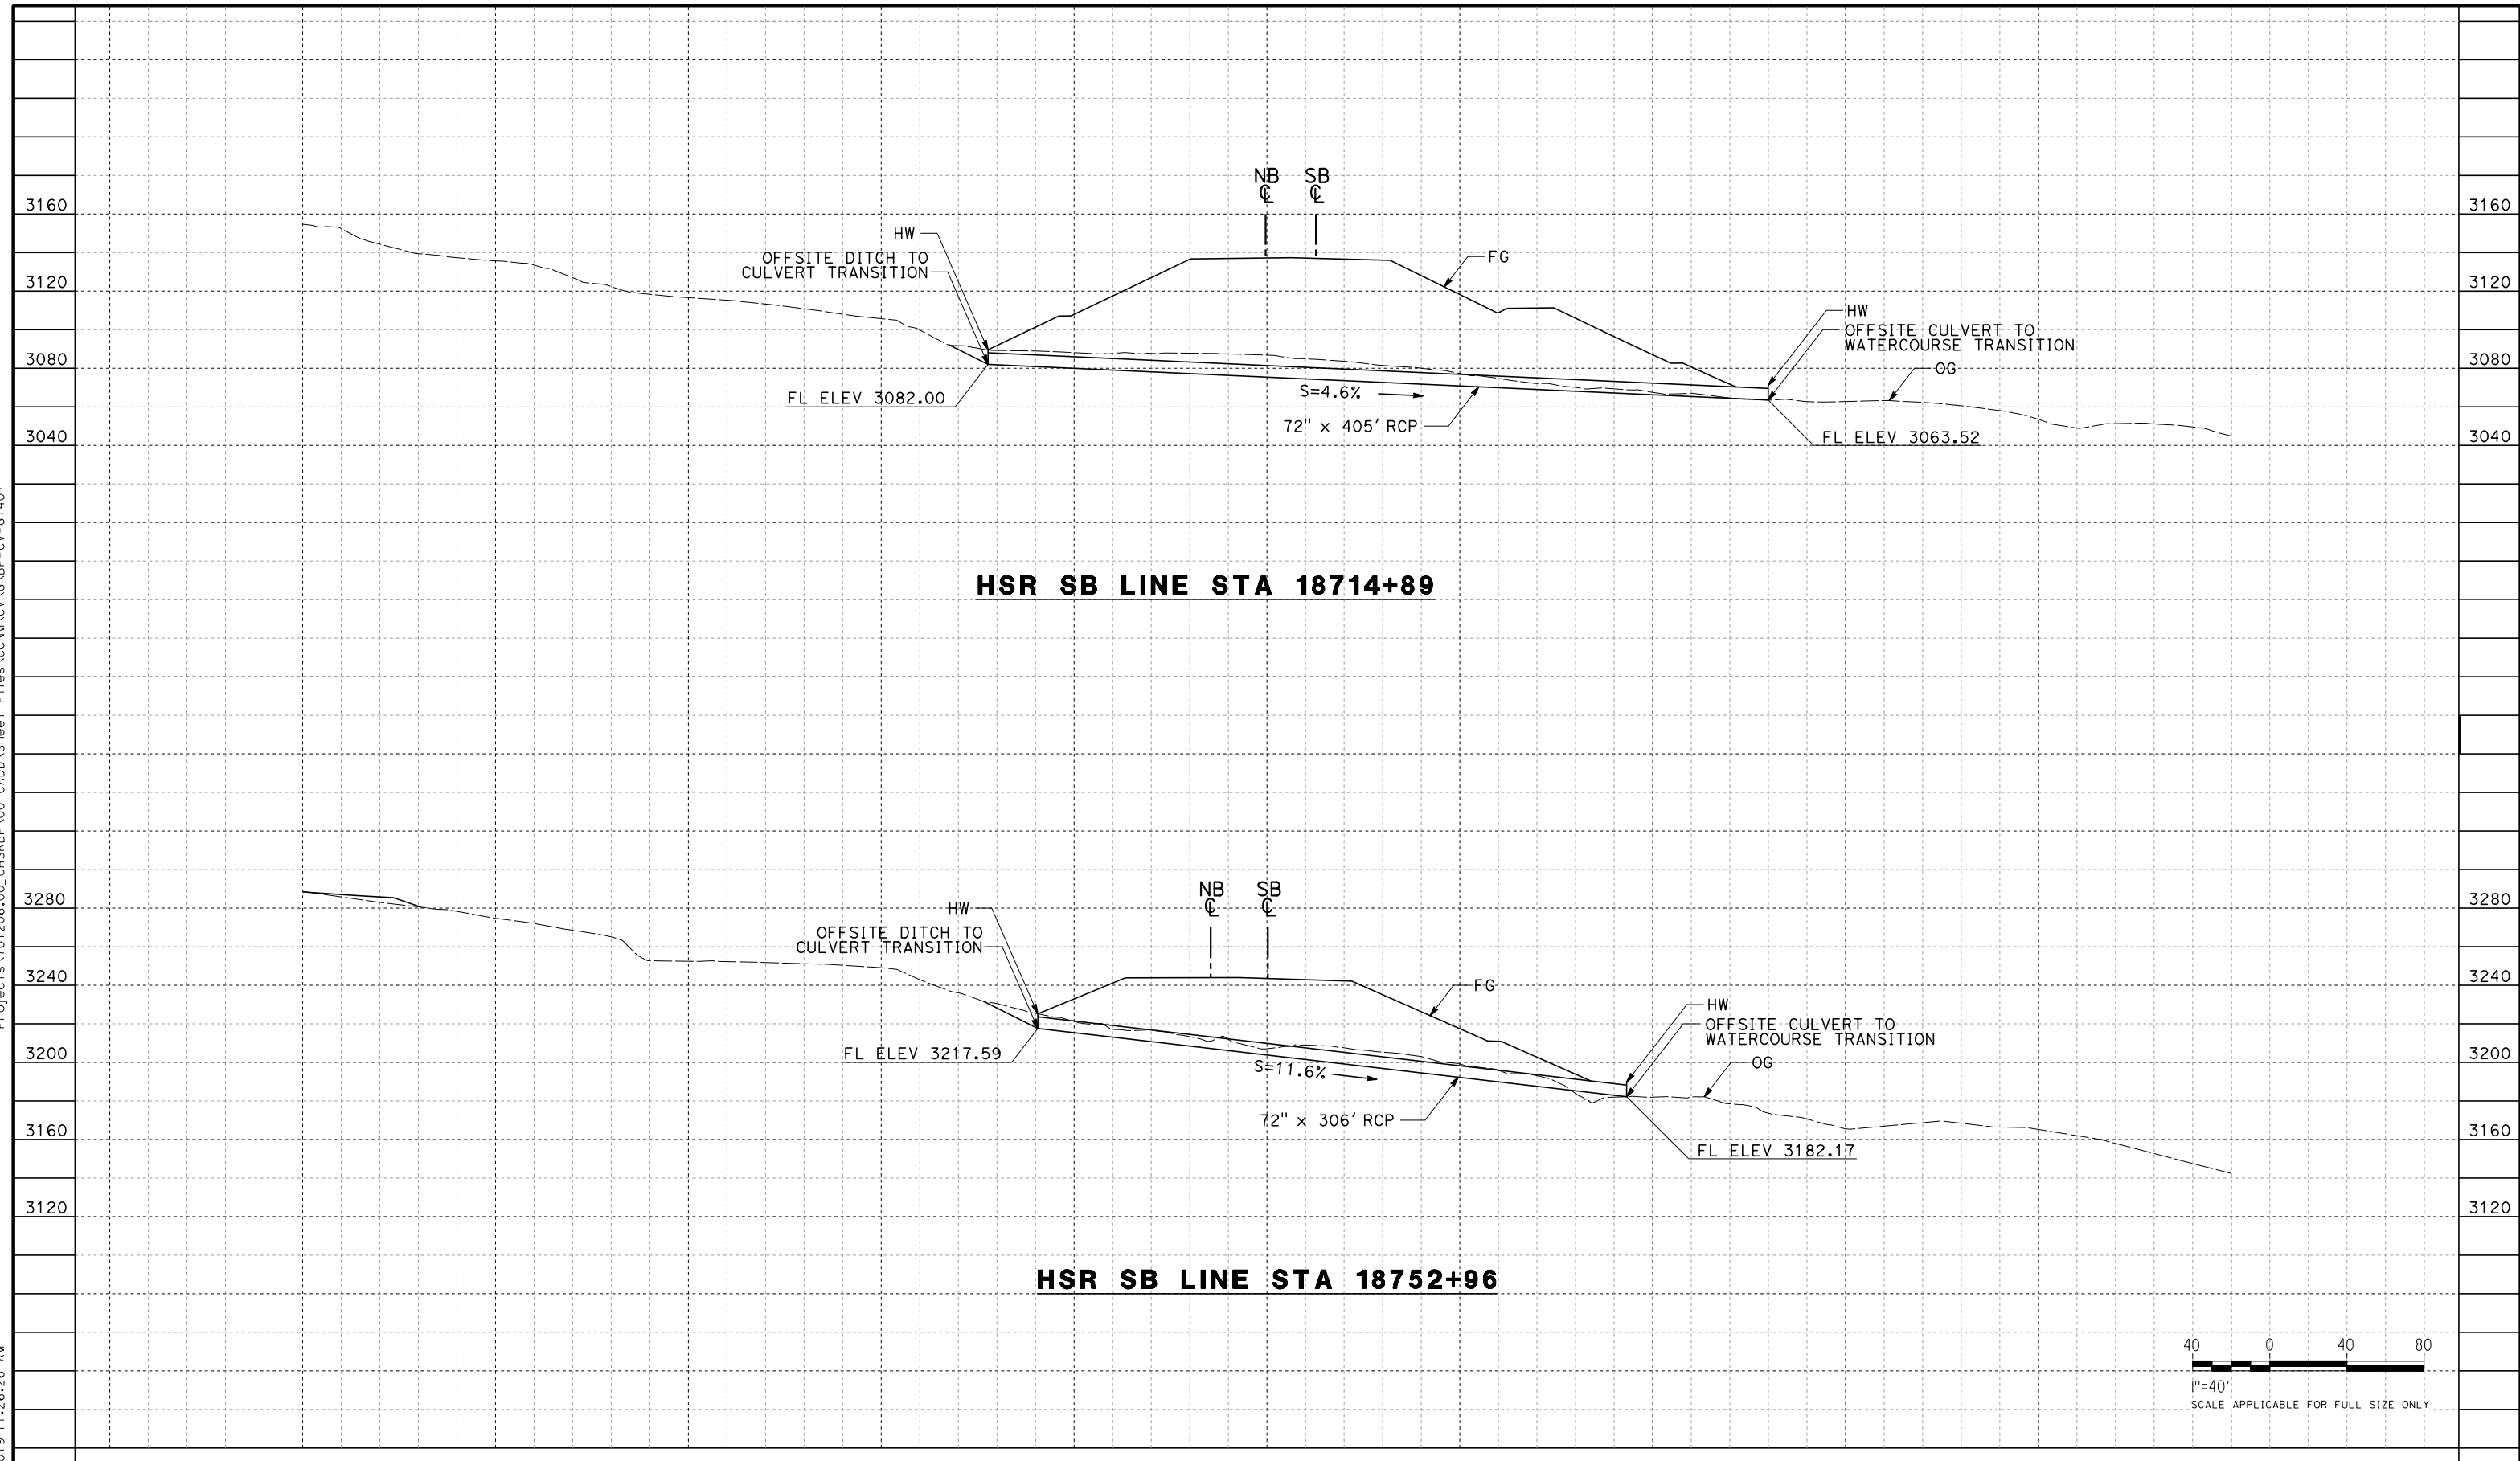 NB SB
℄ ℄
3160 3160
HW
OFFSITE DITCH TO
CULVERT TRANSITION
FG
3120 3120
HW
OFFSITE CULVERT TO
WATERCOURSE TRANSITION
3080 3080
OG
S=4.6%
FL ELEV 3082.00
72" x 405' RCP
3040 3040
FL ELEV 3063.52
HSR SB LINE STA 18714+89
NB SB
℄ ℄
3280 3280
HW
OFFSITE DITCH TO
CULVERT TRANSITION
3240 3240
FG
HW
OFFSITE CULVERT TO
WATERCOURSE TRANSITION
3200 3200
FL ELEV 3217.59
OG
S=11.6%
72" x 306' RCP
3160 3160
FL ELEV 3182.17
3120 3120
HSR SB LINE STA 18752+96
40 0 40 80
1"=40'
SCALE APPLICABLE FOR FULL SIZE ONLY